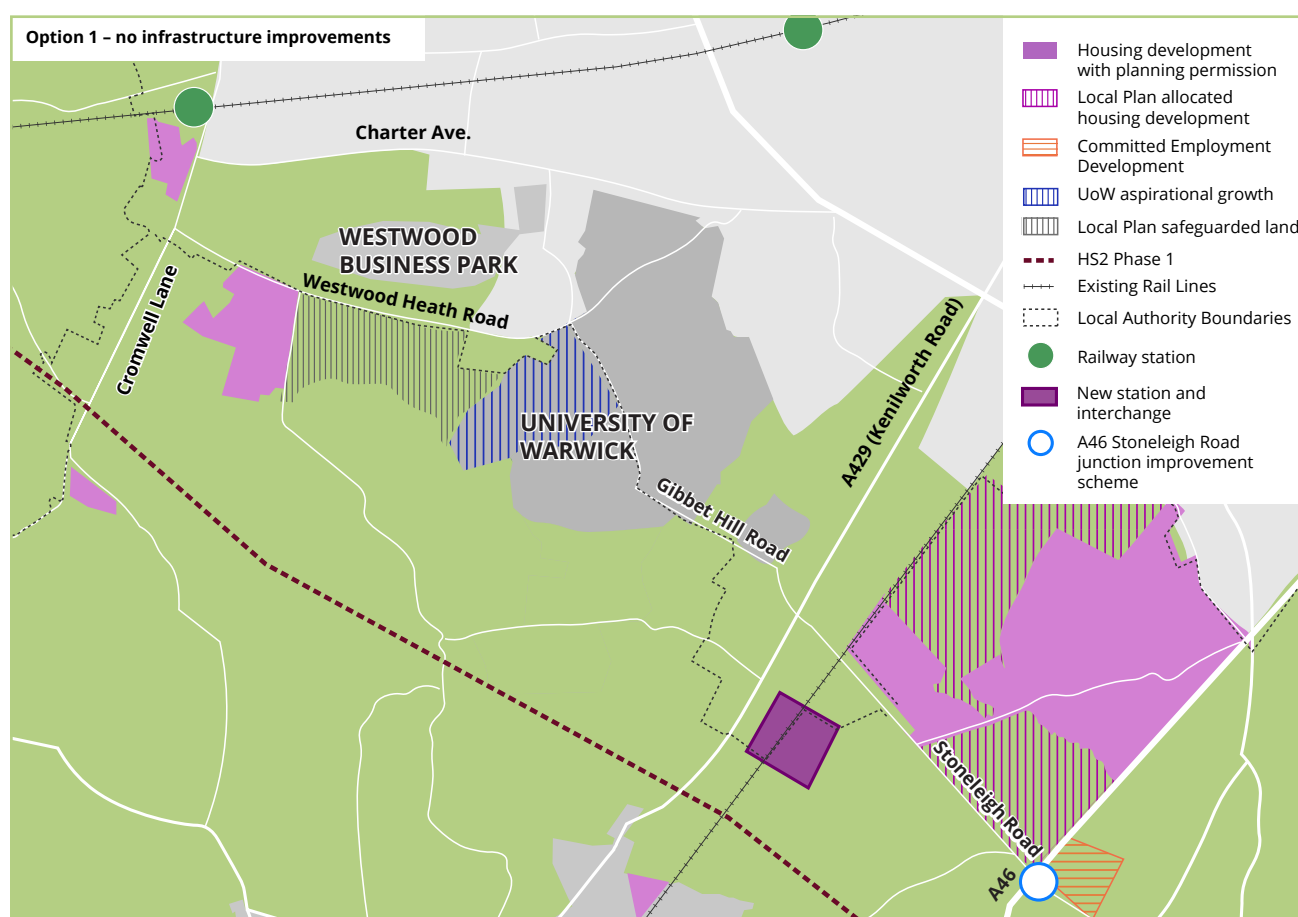 Option 1 – no infrastructure improvements
Charter Ave.
WESTWOOD
BUSINESS PARK
Westwood Heath Road
Cromwell Lane
UNIVERSITY OF
WARWICK
Gibbet Hill Road
A429 (Kenilworth Road)
Stoneleigh Road
A46
Housing development
with planning permission
Local Plan allocated
housing development
Committed Employment
Development
UoW aspirational growth
Local Plan safeguarded land
HS2 Phase 1
Existing Rail Lines
Local Authority Boundaries
Railway station
New station and
interchange
A46 Stoneleigh Road
junction improvement
scheme